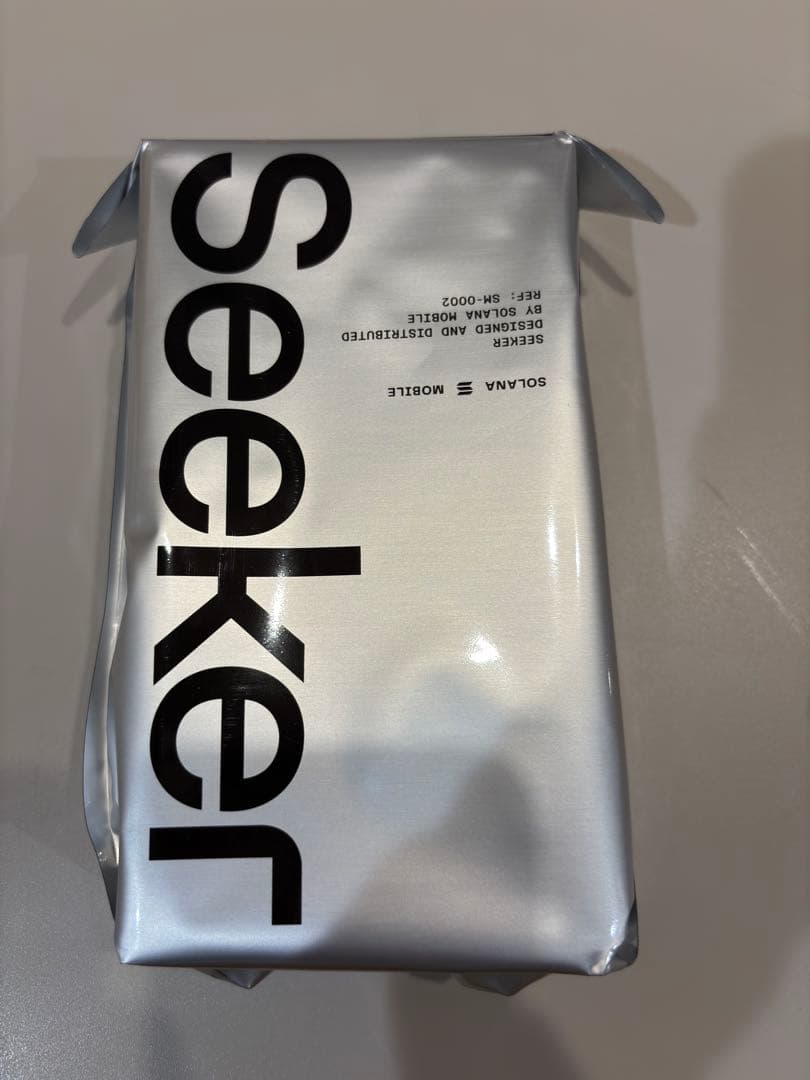 Seeker
SOLANA MOBILE
SEEKER
DESIGNED AND DISTRIBUTED
BY SOLANA MOBILE
REF: SM-0002